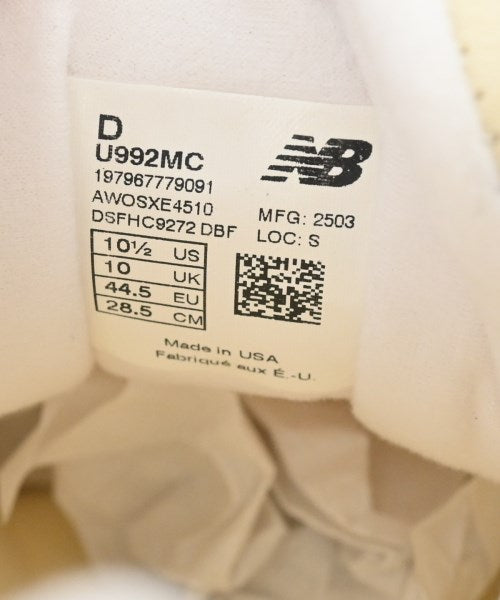 D
U992MC
197967779091
AWOSXE4510
DSFHC9272 DBF
NB
MFG: 2503
LOC: S
10½ US
10 UK
44.5 EU
28.5 CM
Made in USA
Fabriqué aux É.-U.